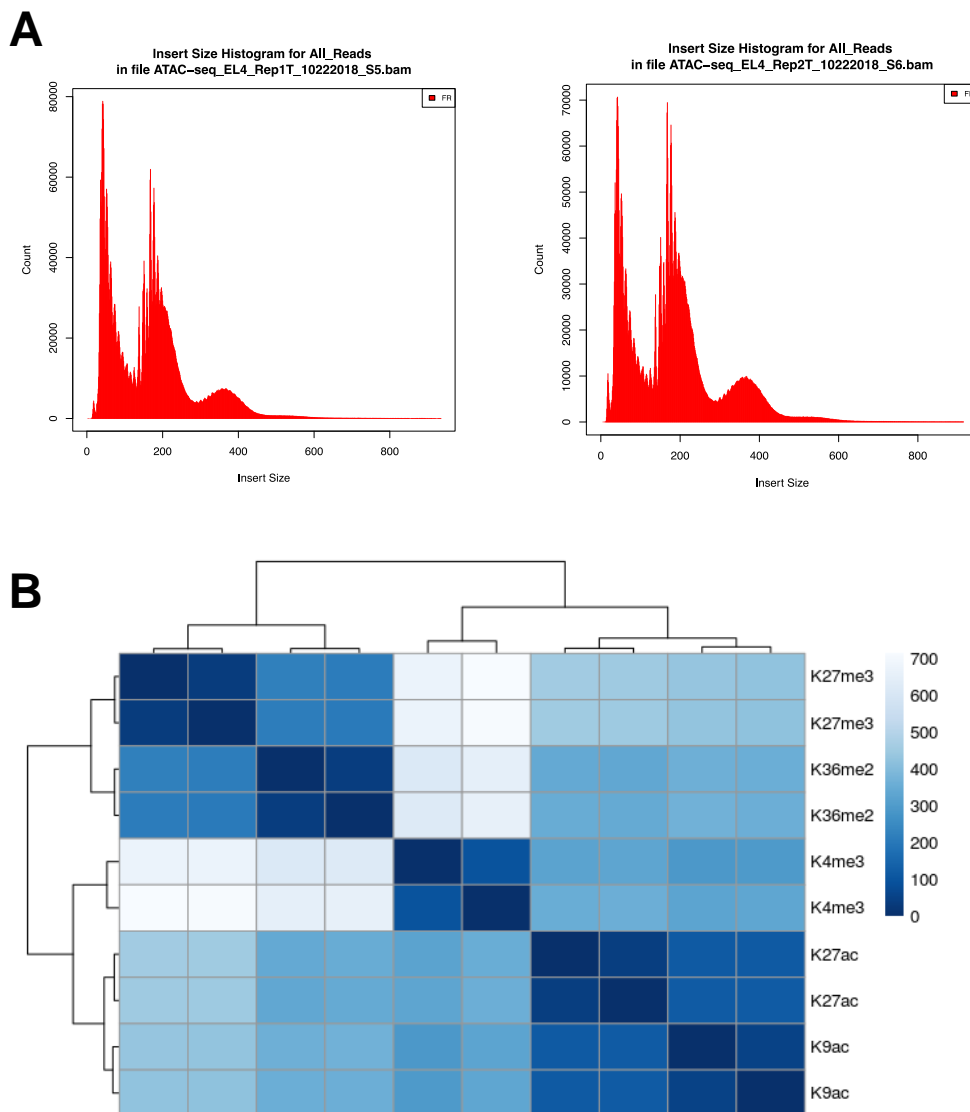 A
Insert Size Histogram for All_Reads
in file ATAC−seq_EL4_Rep1T_10222018_S5.bam
FR
80000
60000
40000
20000
0
Count
0 200 400 600 800
Insert Size
Insert Size Histogram for All_Reads
in file ATAC−seq_EL4_Rep2T_10222018_S6.bam
F
70000
60000
50000
40000
30000
20000
10000
0
Count
0 200 400 600 800
Insert Size
B
K27me3
K27me3
K36me2
K36me2
K4me3
K4me3
K27ac
K27ac
K9ac
K9ac
700
600
500
400
300
200
100
0